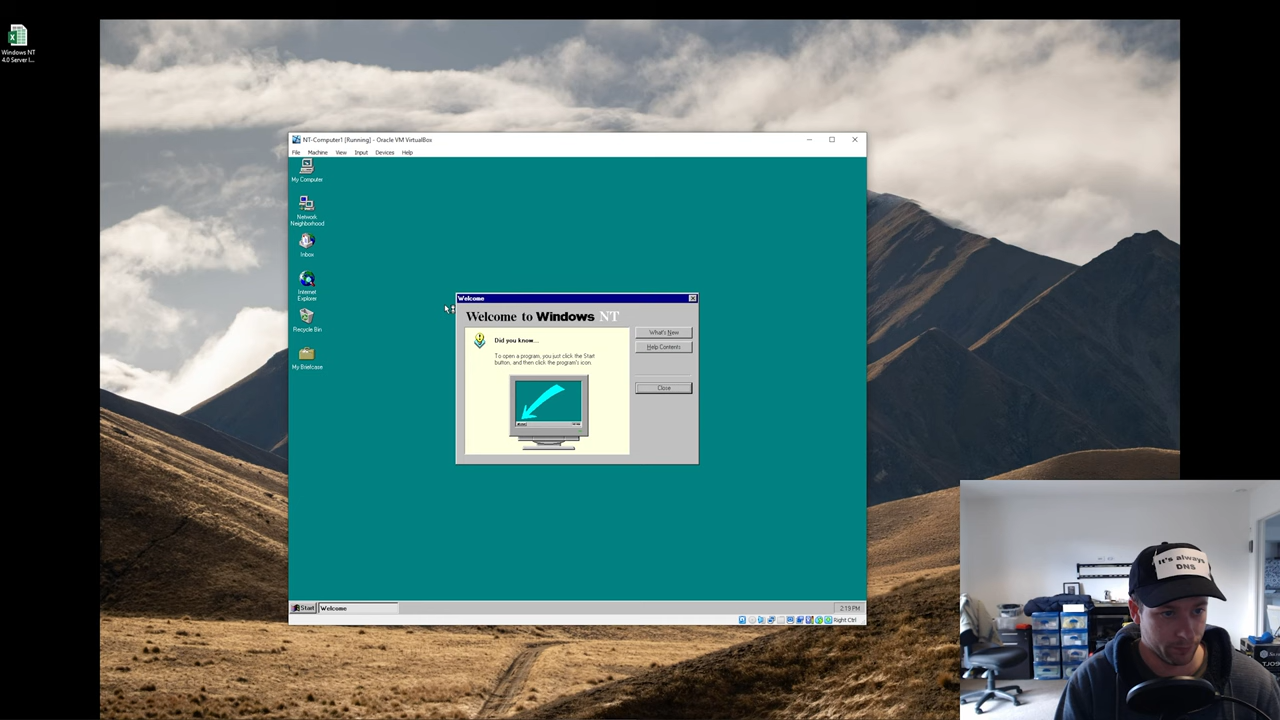 Windows NT
4.0 Server I...
NT-Computer1 [Running] - Oracle VM VirtualBox
File Machine View Input Devices Help
My Computer
Network
Neighborhood
Inbox
Internet
Explorer
Recycle Bin
My Briefcase
Welcome
Welcome to Windows NT
Did you know...
To open a program, you just click the Start
button, and then click the program's icon.
What's New
Help Contents
Close
Start
Welcome
2:19 PM
Right Ctrl
It's always
DNS